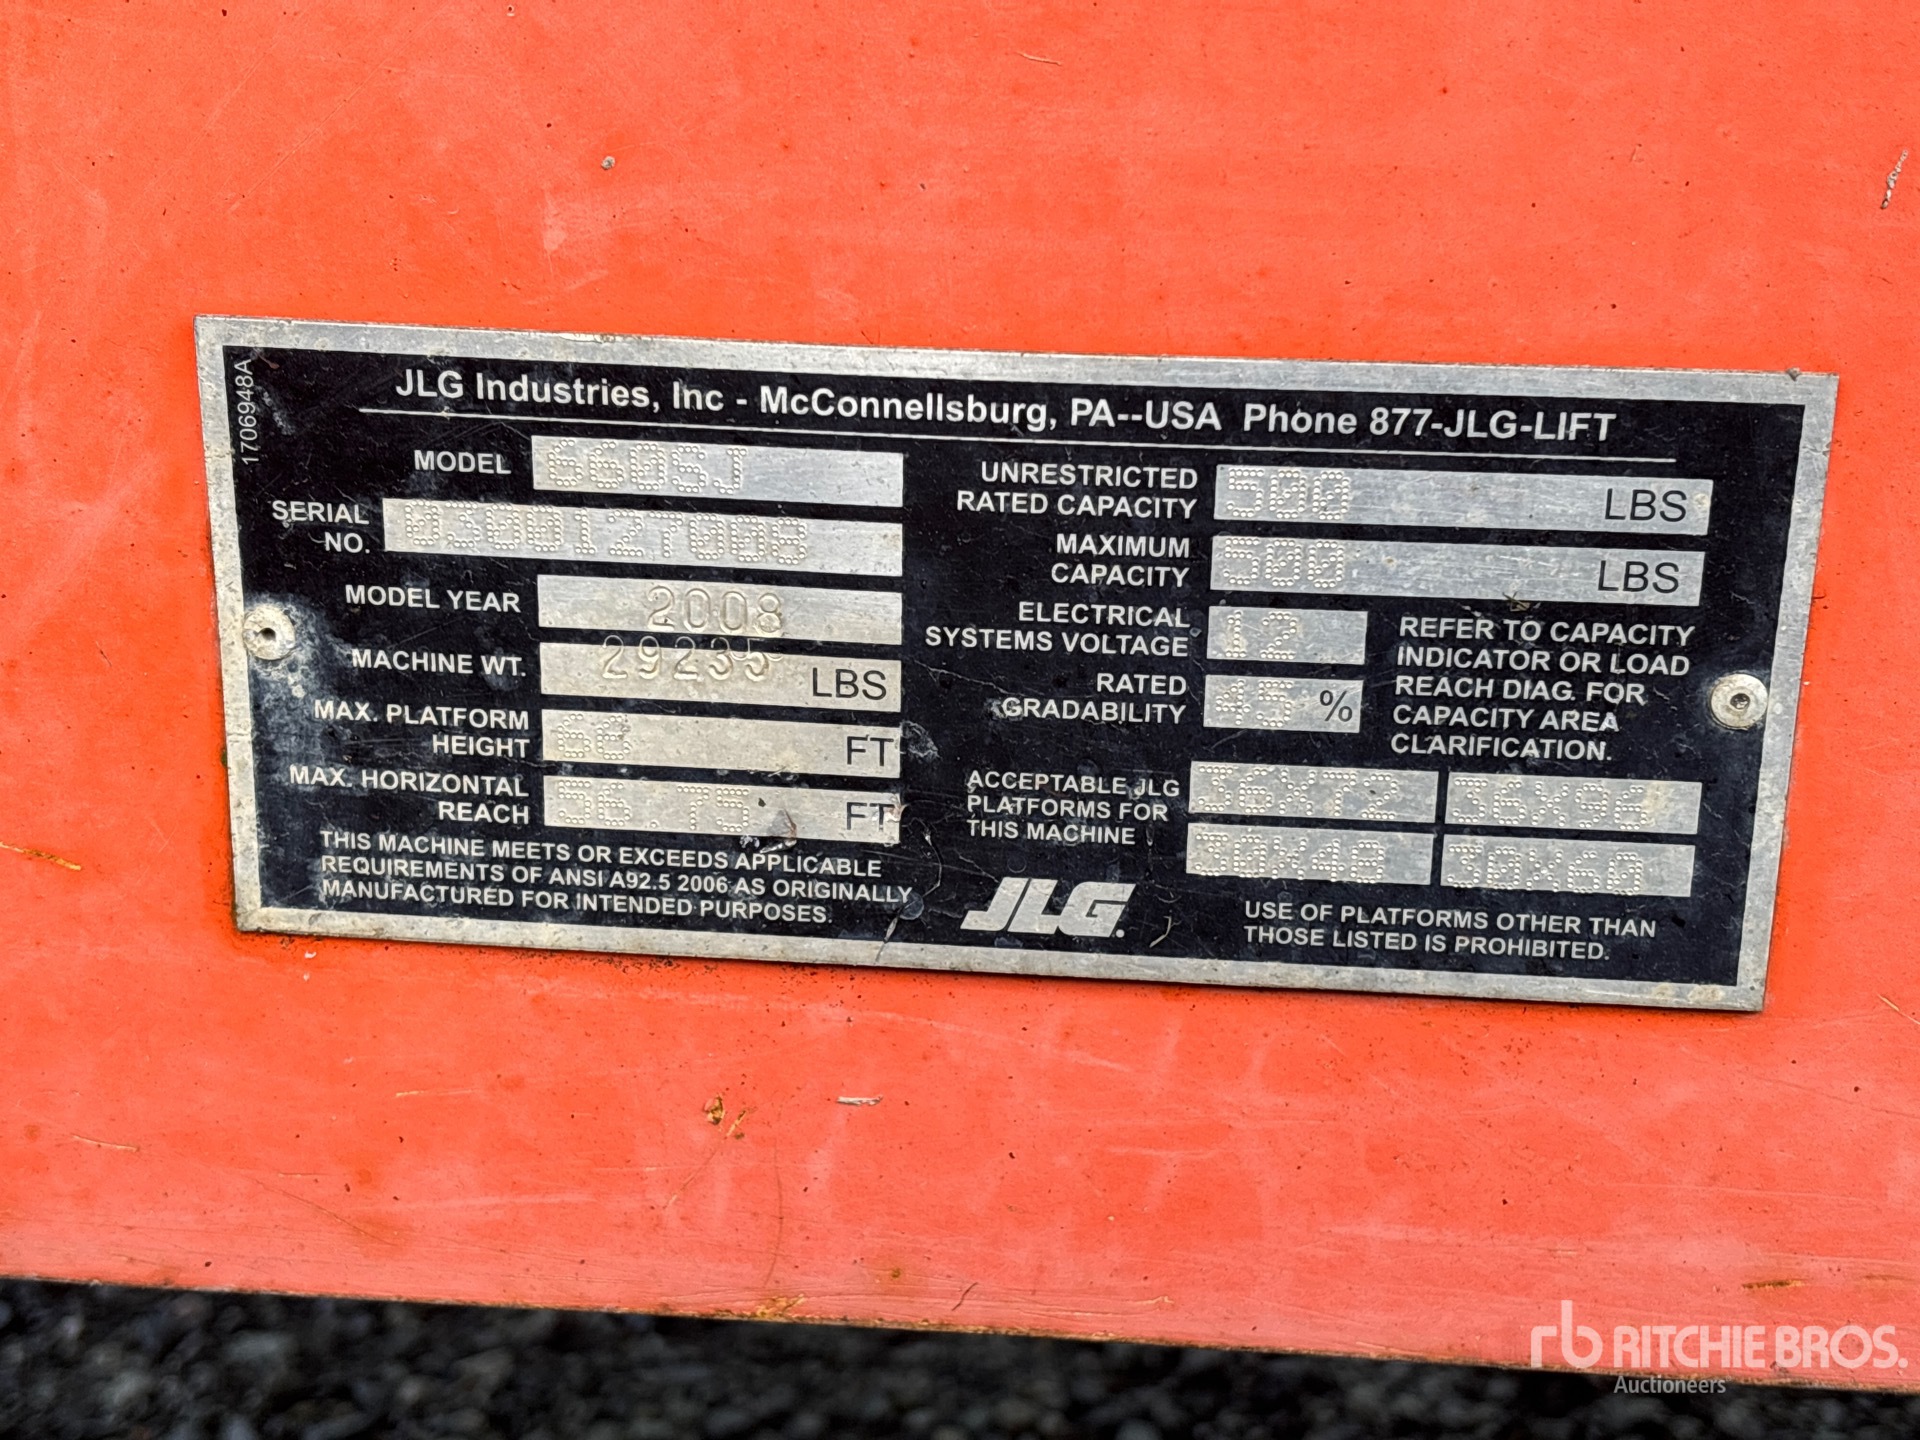 1706948A
JLG Industries, Inc - McConnellsburg, PA--USA Phone 877-JLG-LIFT
MODEL 660SJ
SERIAL NO. 0300127008
MODEL YEAR 2008
MACHINE WT. 29235 LBS
MAX. PLATFORM HEIGHT 66 FT
MAX. HORIZONTAL REACH 56.75 FT
THIS MACHINE MEETS OR EXCEEDS APPLICABLE
REQUIREMENTS OF ANSI A92.5 2006 AS ORIGINALLY
MANUFACTURED FOR INTENDED PURPOSES.
UNRESTRICTED RATED CAPACITY 500 LBS
MAXIMUM CAPACITY 500 LBS
ELECTRICAL SYSTEMS VOLTAGE 12
RATED GRADABILITY 45 %
REFER TO CAPACITY
INDICATOR OR LOAD
REACH DIAG. FOR
CAPACITY AREA
CLARIFICATION.
ACCEPTABLE JLG
PLATFORMS FOR
THIS MACHINE
36X72 36X96
30X48 30X60
JLG.
USE OF PLATFORMS OTHER THAN
THOSE LISTED IS PROHIBITED.
rb RITCHIE BROS.
Auctioneers